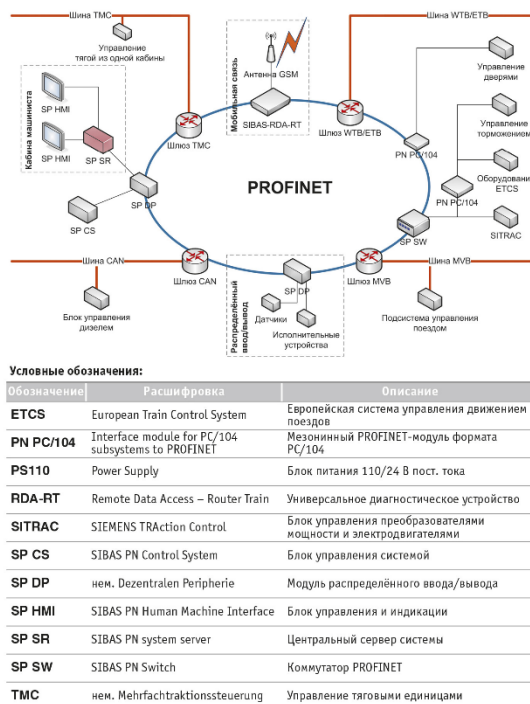 Шина TMC
Шина WTB/ETB
Управление
тягой из одной кабины
Антенна GSM
Мобильная связь
SIBAS-RDA-RT
Управление
дверями
SP HMI
Кабина машиниста
SP HMI
SP SR
Шлюз TMC
Шлюз WTB/ETB
Управление
торможением
PN PC/104
Оборудовани
ETCS
PROFINET
SP DP
PN PC/104
SP CS
SP SW
SITRAC
Шина CAN
Шлюз CAN
SP DP
Шлюз MVB
Шина MVB
Распределённый
ввод/вывод
Датчики
Исполнительные
устройства
Блок управления
дизелем
Подсистема управления
поездом
Условные обозначения:
Обозначение Расшифровка Описание
ETCS European Train Control System Европейская система управления движением
поездов
PN PC/104 Interface module for PC/104 Мезонинный PROFINET-модуль формата
subsystems to PROFINET PC/104
PS110 Power Supply Блок питания 110/24 В пост. тока
RDA-RT Remote Data Access – Router Train Универсальное диагностическое устройство
SITRAC SIEMENS TRAction Control Блок управления преобразователями
мощности и электродвигателями
SP CS SIBAS PN Control System Блок управления системой
SP DP нем. Dezentralen Peripherie Модуль распределённого ввода/вывода
SP HMI SIBAS PN Human Machine Interface Блок управления и индикации
SP SR SIBAS PN system server Центральный сервер системы
SP SW SIBAS PN Switch Коммутатор PROFINET
TMC нем. Mehrfachtraktionssteuerung Управление тяговыми единицами